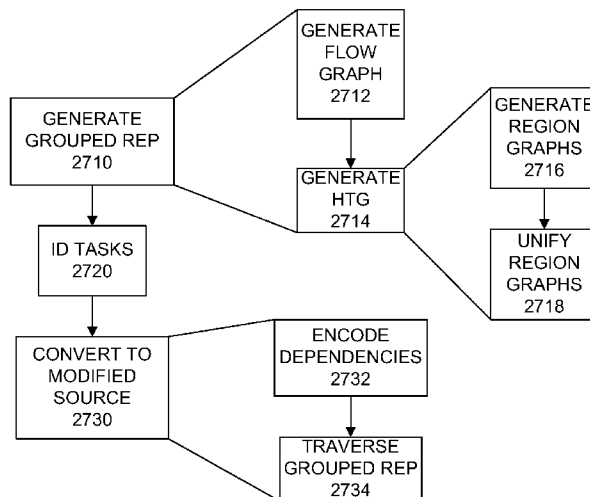 GENERATE
FLOW
GRAPH
2712
GENERATE
GROUPED REP
2710
GENERATE
REGION
GRAPHS
2716
GENERATE
HTG
2714
ID TASKS
2720
UNIFY
REGION
GRAPHS
2718
CONVERT TO
MODIFIED
SOURCE
2730
ENCODE
DEPENDENCIES
2732
TRAVERSE
GROUPED REP
2734